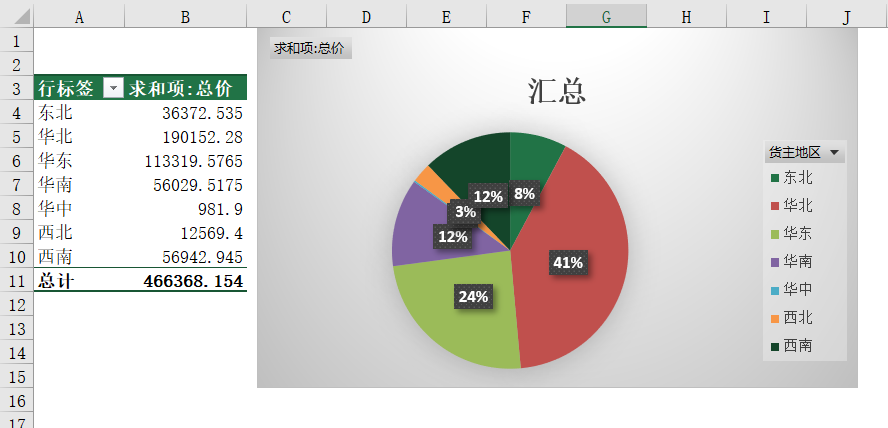 A B C D E F G H I J
1
2
3 行标签 求和项:总价
4 东北 36372.535
5 华北 190152.28
6 华东 113319.5765
7 华南 56029.5175
8 华中 981.9
9 西北 12569.4
10 西南 56942.945
11 总计 466368.154
12
13
14
15
16
17
求和项:总价
汇总
12% 8%
3%
12%
41%
24%
货主地区
东北
华北
华东
华南
华中
西北
西南